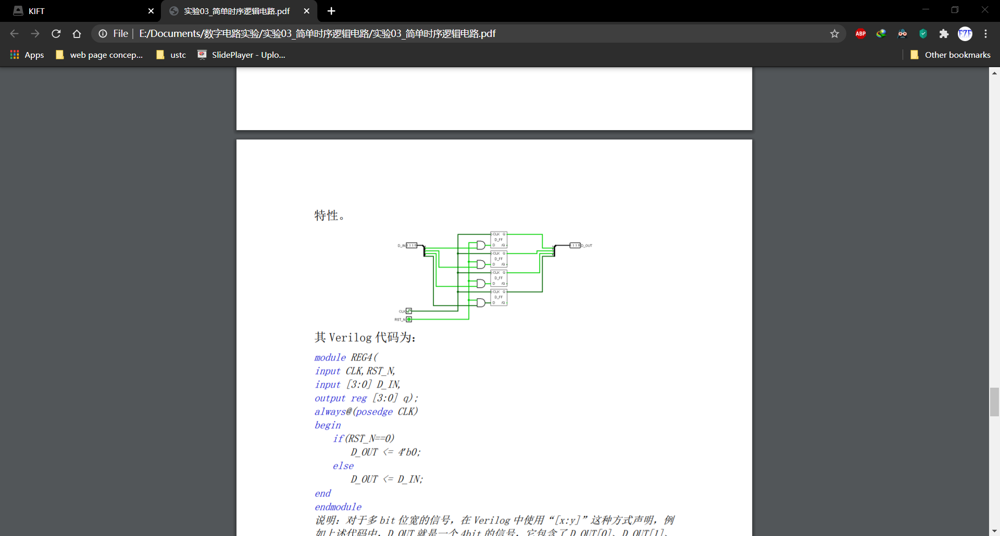 KIFT
实验03_简单时序逻辑电路.pdf
File
E:/Documents/数字电路实验/实验03_简单时序逻辑电路/实验03_简单时序逻辑电路.pdf
ABP
FZF
Apps
web page concep...
ustc
SlidePlayer - Uplo...
Other bookmarks
特性。
D_IN 1110
CLK Q
D_FF
D /Q
CLK Q
D_FF
D /Q
CLK Q
D_FF
D /Q
CLK Q
D_FF
D /Q
1110 D_OUT
CLK
RST_N
其 Verilog 代码为：
module REG4(
input CLK,RST_N,
input [3:0] D_IN,
output reg [3:0] q);
always@(posedge CLK)
begin
if(RST_N==0)
D_OUT <= 4'b0;
else
D_OUT <= D_IN;
end
endmodule
说明：对于多 bit 位宽的信号，在 Verilog 中使用“[x:y]”这种方式声明，例
如上述代码中，D_OUT 就是一个 4bit 的信号，它包含了 D_OUT[0]、D_OUT[1]、